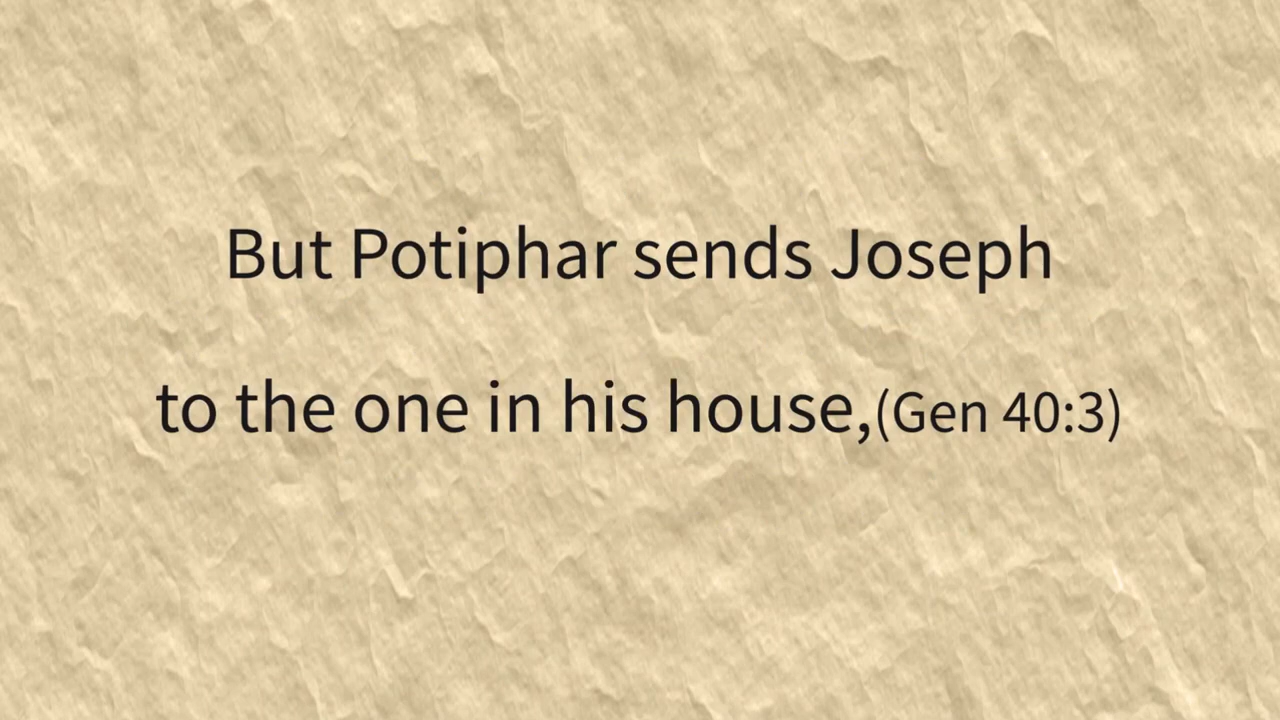 But Potiphar sends Joseph
to the one in his house,(Gen 40:3)